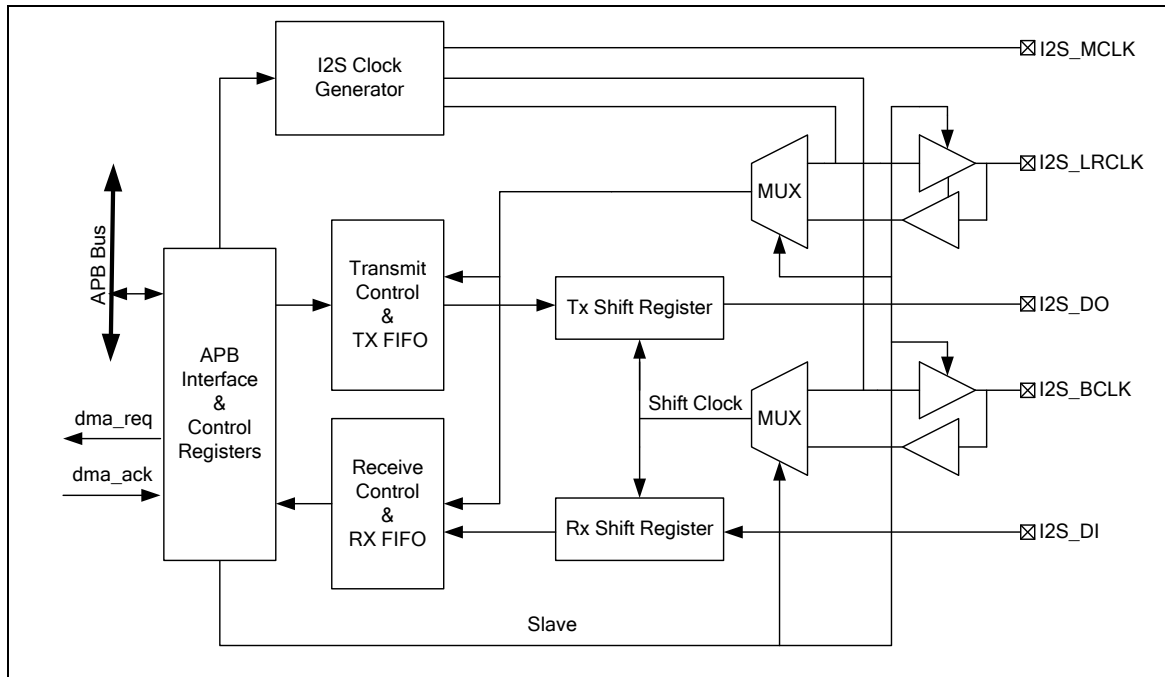 I2S Clock
Generator
I2S_MCLK
I2S_LRCLK
MUX
APB Bus
Transmit
Control
&
TX FIFO
Tx Shift Register
I2S_DO
APB
Interface
&
Control
Registers
dma_req
dma_ack
Shift Clock
MUX
I2S_BCLK
Receive
Control
&
RX FIFO
Rx Shift Register
I2S_DI
Slave